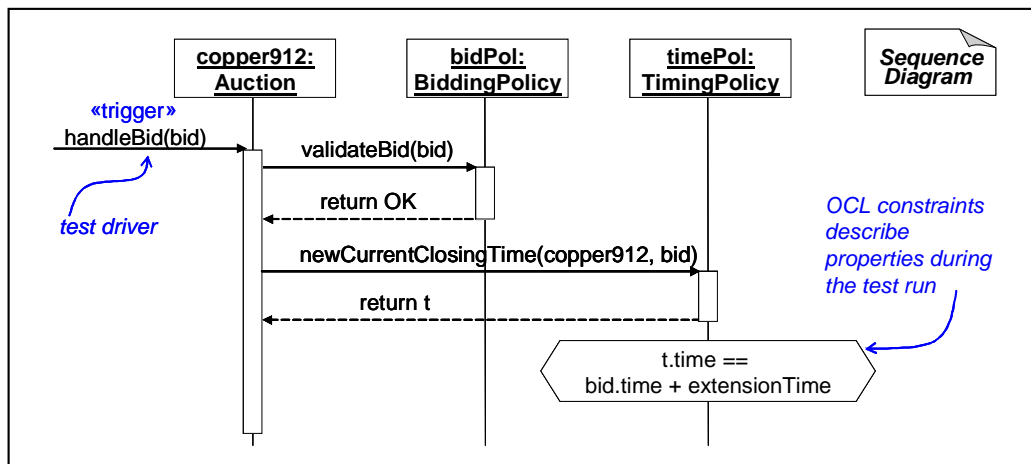 copper912:
Auction
bidPol:
BiddingPolicy
timePol:
TimingPolicy
Sequence
Diagram
«trigger»
handleBid(bid)
validateBid(bid)
return OK
test driver
OCL constraints
describe
properties during
the test run
newCurrentClosingTime(copper912, bid)
return t
t.time ==
bid.time + extensionTime